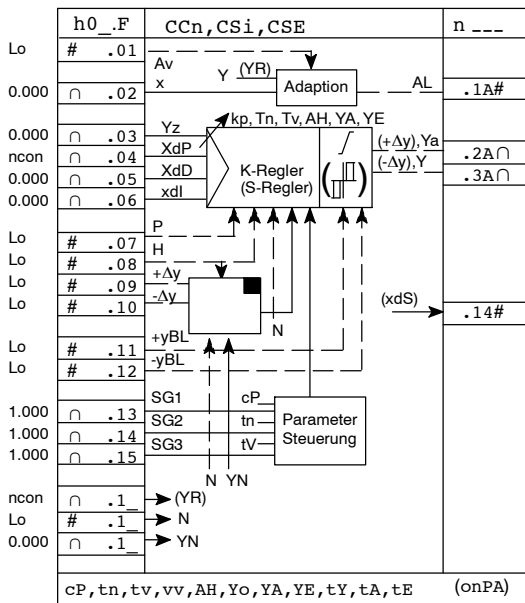 h0_.F CCn,CSi,CSE n ___
Lo # .01 Av
Y (YR) Adaption AL .1A#
0.000 ∩ .02 x
kp, Tn, Tv, AH, YA, YE
0.000 ∩ .03 Yz
(+Δy),Ya
ncon ∩ .04 XdP K-Regler .2A∩
(S-Regler) (-Δy),Y
0.000 ∩ .05 XdD .3A∩
0.000 ∩ .06 xdI
Lo # .07 P
Lo # .08 H
Lo # .09 +Δy
Lo # .10 -Δy N (xdS) .14#
Lo # .11 +yBL
Lo # .12 -yBL
1.000 ∩ .13 SG1 cP
1.000 ∩ .14 SG2 tn Parameter
Steuerung
1.000 ∩ .15 SG3 tV
N YN
ncon ∩ .1_ (YR)
Lo # .1_ N
0.000 ∩ .1_ YN
cP,tn,tv,vv,AH,Yo,YA,YE,tY,tA,tE (onPA)